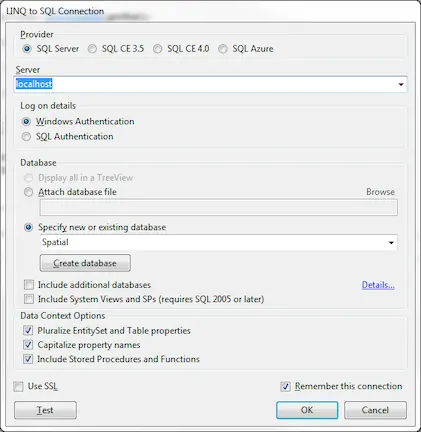 LINQ to SQL Connection
Provider
SQL Server SQL CE 3.5 SQL CE 4.0 SQL Azure
Server
localhost
Log on details
Windows Authentication
SQL Authentication
Database
Display all in a TreeView
Attach database file Browse
Specify new or existing database
Spatial
Create database
Include additional databases Details...
Include System Views and SPs (requires SQL 2005 or later)
Data Context Options
Pluralize EntitySet and Table properties
Capitalize property names
Include Stored Procedures and Functions
Use SSL Remember this connection
Test OK Cancel